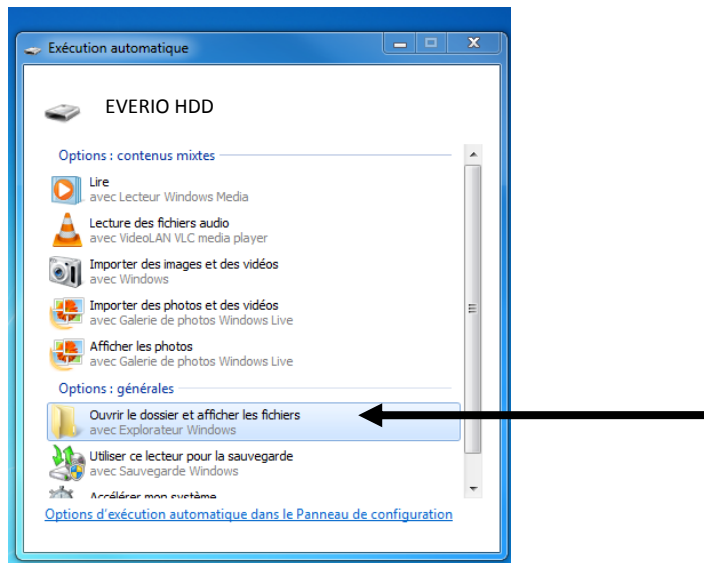 Exécution automatique
EVERIO HDD
Options : contenus mixtes
Lire
avec Lecteur Windows Media
Lecture des fichiers audio
avec VideoLAN VLC media player
Importer des images et des vidéos
avec Windows
Importer des photos et des vidéos
avec Galerie de photos Windows Live
Afficher les photos
avec Galerie de photos Windows Live
Options : générales
Ouvrir le dossier et afficher les fichiers
avec Explorateur Windows
Utiliser ce lecteur pour la sauvegarde
avec Sauvegarde Windows
Accélérer mon système
Options d'exécution automatique dans le Panneau de configuration